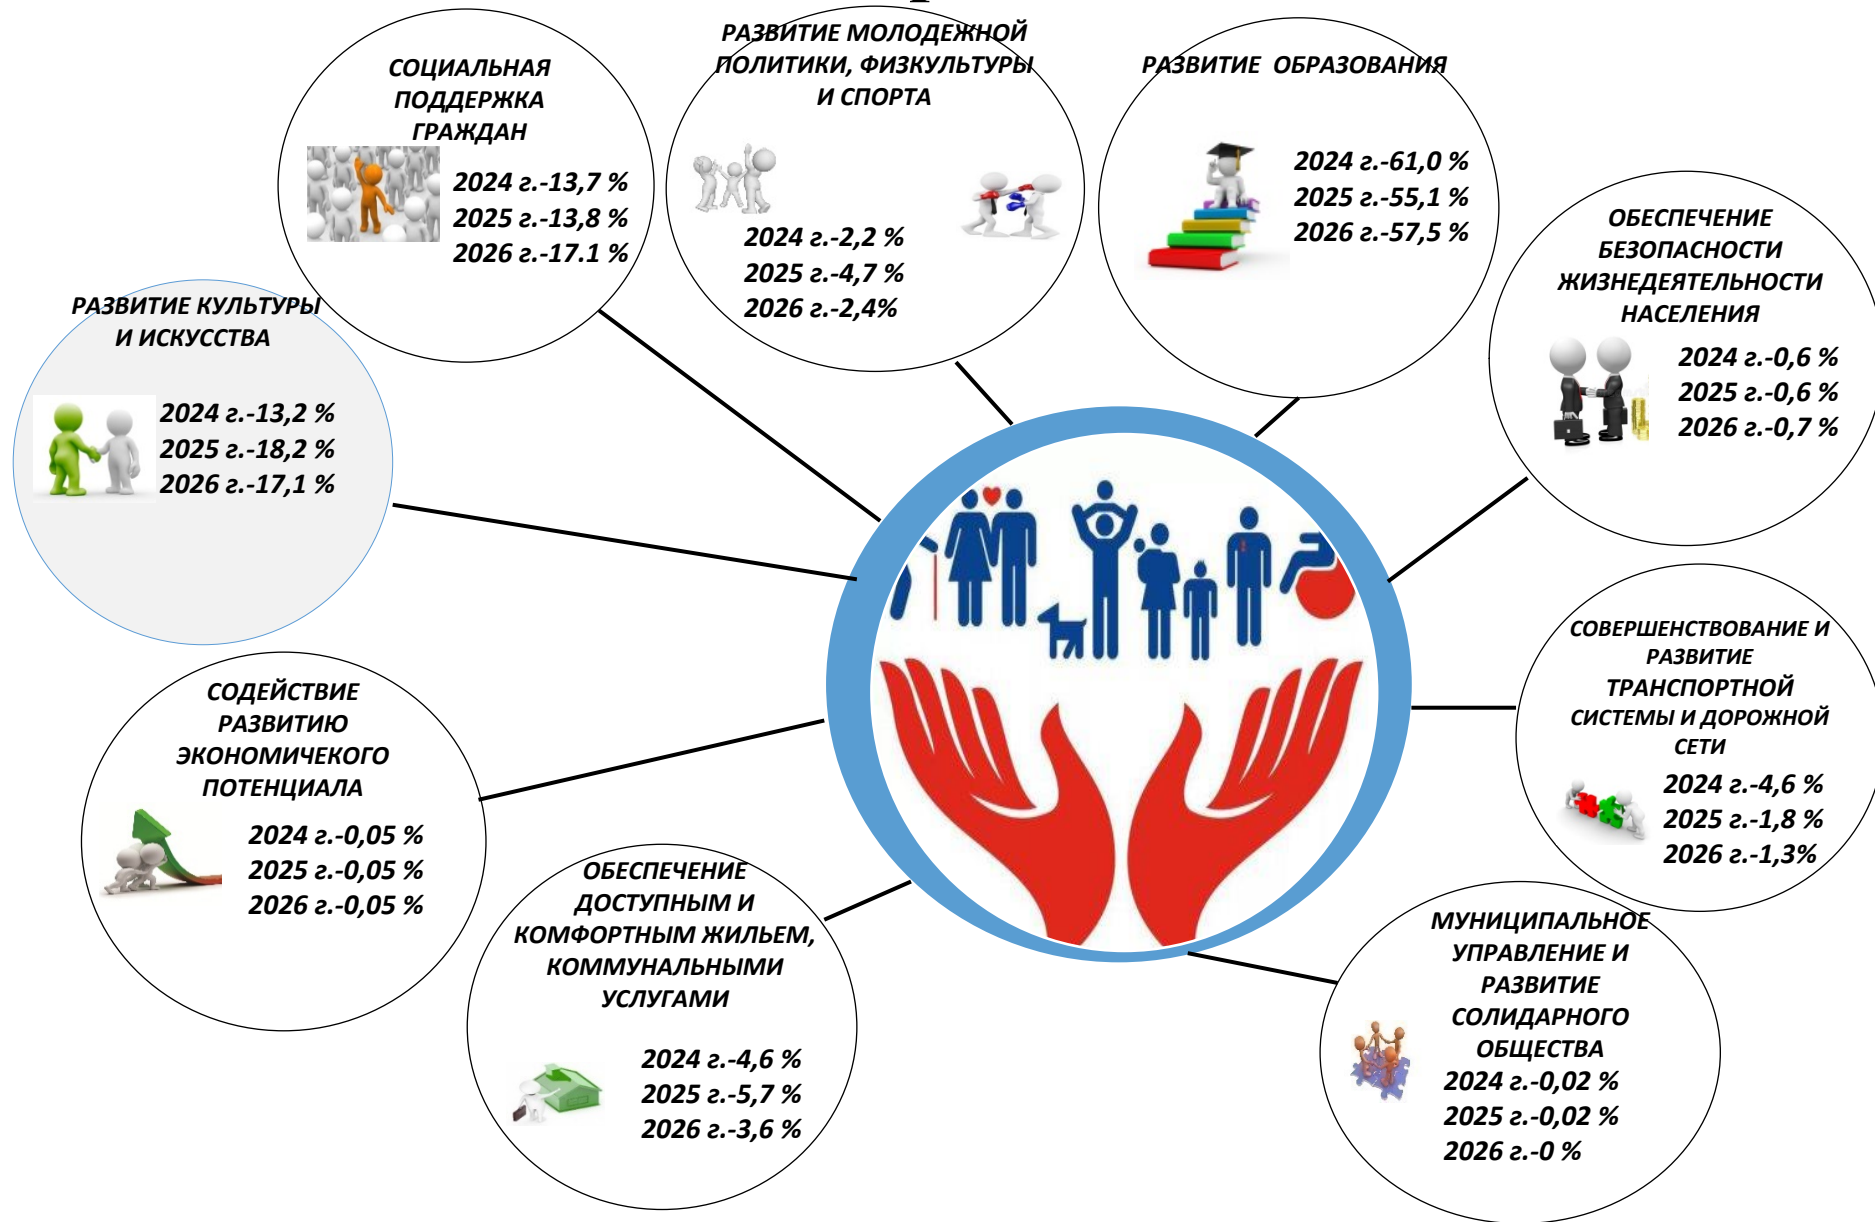 СОЦИАЛЬНАЯ
ПОДДЕРЖКА
ГРАЖДАН
2024 г.-13,7 %
2025 г.-13,8 %
2026 г.-17.1 %
РАЗВИТИЕ МОЛОДЕЖНОЙ
ПОЛИТИКИ, ФИЗКУЛЬТУРЫ
И СПОРТА
2024 г.-2,2 %
2025 г.-4,7 %
2026 г.-2,4%
РАЗВИТИЕ ОБРАЗОВАНИЯ
2024 г.-61,0 %
2025 г.-55,1 %
2026 г.-57,5 %
ОБЕСПЕЧЕНИЕ
БЕЗОПАСНОСТИ
ЖИЗНЕДЕЯТЕЛЬНОСТИ
НАСЕЛЕНИЯ
2024 г.-0,6 %
2025 г.-0,6 %
2026 г.-0,7 %
РАЗВИТИЕ КУЛЬТУРЫ
И ИСКУССТВА
2024 г.-13,2 %
2025 г.-18,2 %
2026 г.-17,1 %
СОВЕРШЕНСТВОВАНИЕ И
РАЗВИТИЕ
ТРАНСПОРТНОЙ
СИСТЕМЫ И ДОРОЖНОЙ
СЕТИ
2024 г.-4,6 %
2025 г.-1,8 %
2026 г.-1,3%
СОДЕЙСТВИЕ
РАЗВИТИЮ
ЭКОНОМИЧЕКОГО
ПОТЕНЦИАЛА
2024 г.-0,05 %
2025 г.-0,05 %
2026 г.-0,05 %
ОБЕСПЕЧЕНИЕ
ДОСТУПНЫМ И
КОМФОРТНЫМ ЖИЛЬЕМ,
КОММУНАЛЬНЫМИ
УСЛУГАМИ
2024 г.-4,6 %
2025 г.-5,7 %
2026 г.-3,6 %
МУНИЦИПАЛЬНОЕ
УПРАВЛЕНИЕ И
РАЗВИТИЕ
СОЛИДАРНОГО
ОБЩЕСТВА
2024 г.-0,02 %
2025 г.-0,02 %
2026 г.-0 %